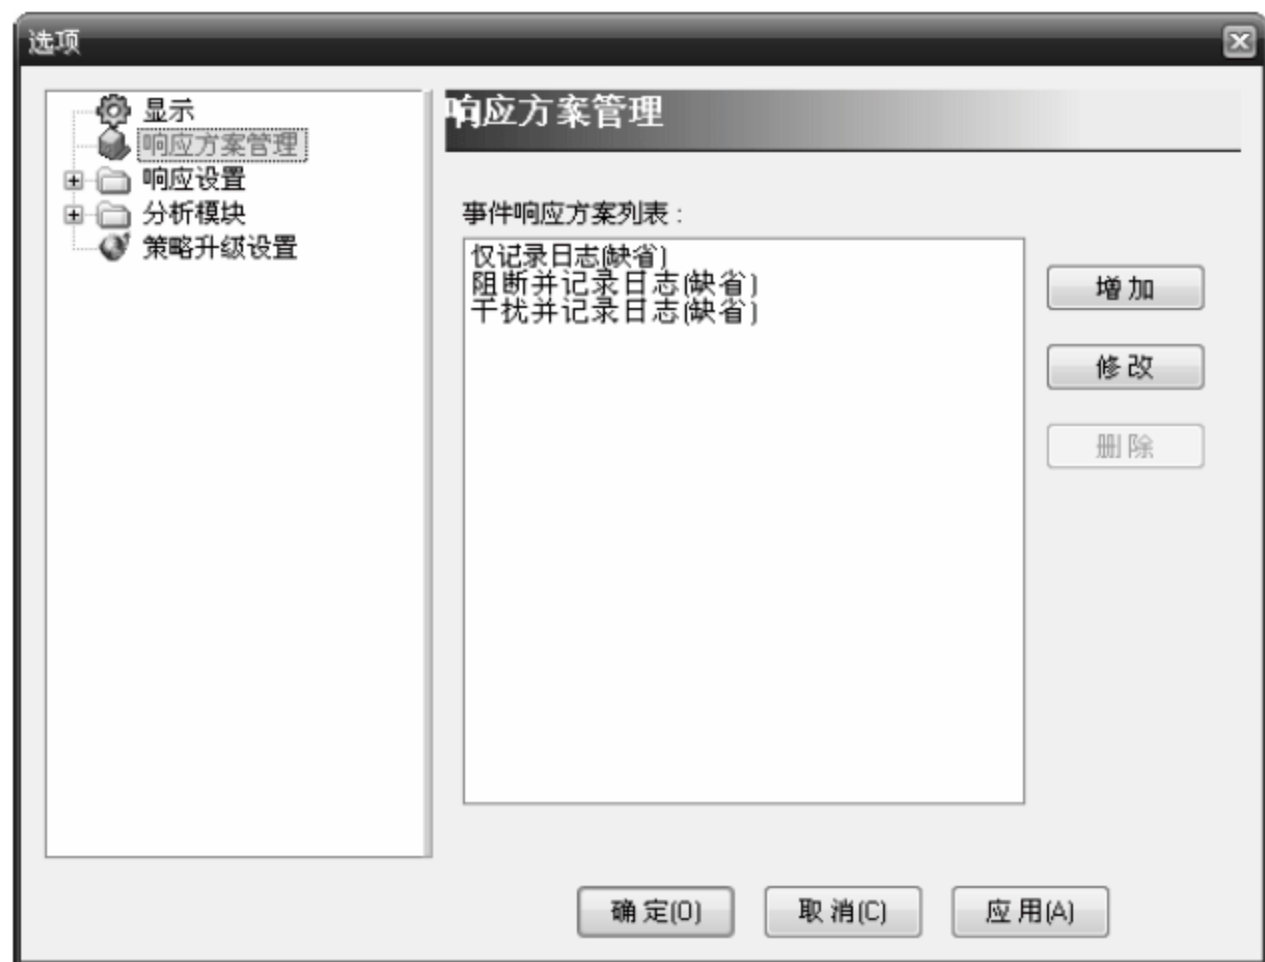 选项
显示
响应方案管理
响应设置
分析模块
策略升级设置
响应方案管理
事件响应方案列表：
仅记录日志(缺省)
阻断并记录日志(缺省)
干扰并记录日志(缺省)
增加
修改
删除
确定(O)
取消(C)
应用(A)